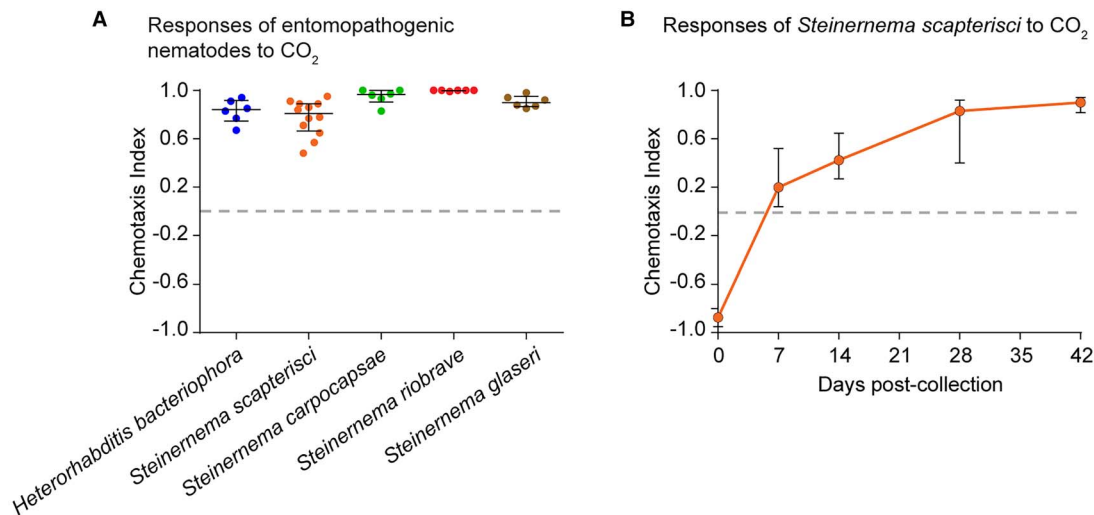 A
Responses of entomopathogenic
nematodes to CO₂
Chemotaxis Index
1.0
0.6
0.2
-0.2
-0.6
-1.0
Heterorhabditis bacteriophora
Steinernema scapterisci
Steinernema carpocapsae
Steinernema riobrave
Steinernema glaseri
B
Responses of Steinernema scapterisci to CO₂
Chemotaxis Index
1.0
0.6
0.2
-0.2
-0.6
-1.0
0 7 14 21 28 35 42
Days post-collection